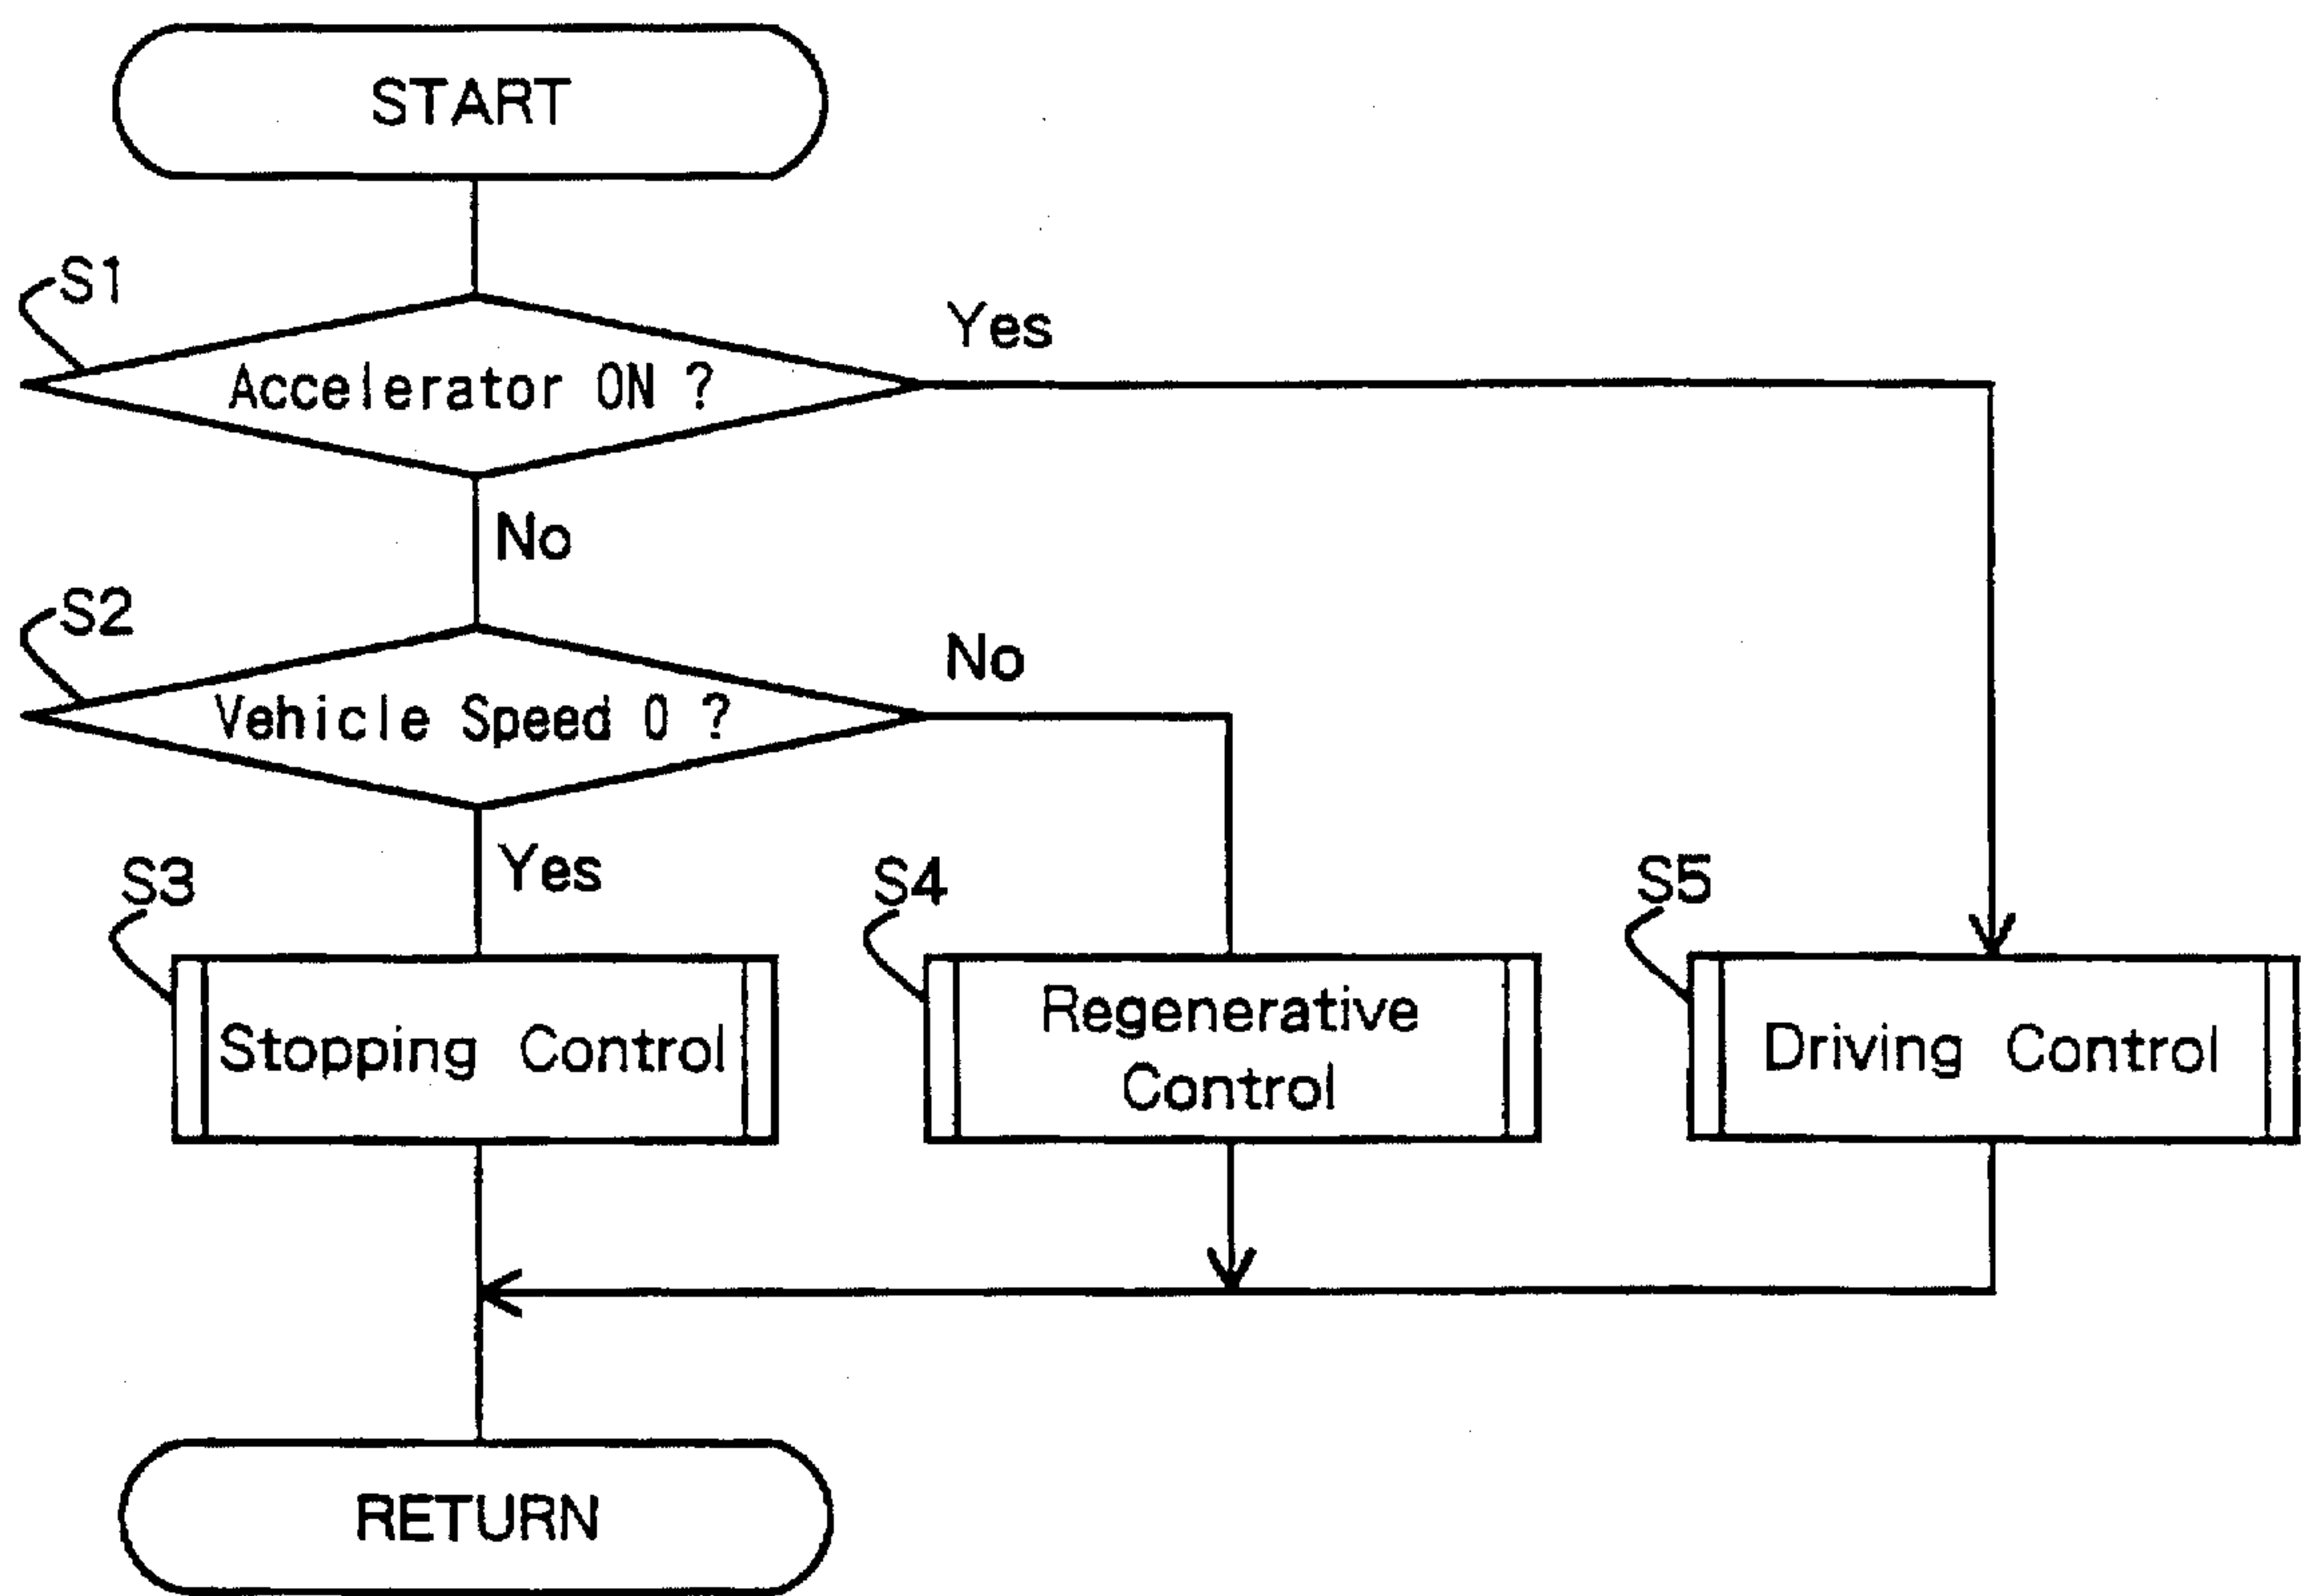 START
S1
Accelerator ON ?
Yes
No
S2
Vehicle Speed 0 ?
No
Yes
S3
Stopping Control
S4
Regenerative
Control
S5
Driving Control
RETURN